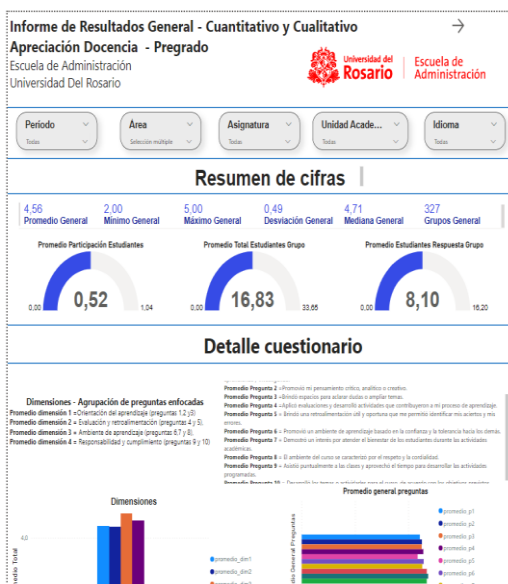 Informe de Resultados General - Cuantitativo y Cualitativo
Apreciación Docencia - Pregrado
Escuela de Administración
Universidad Del Rosario
Universidad del
Rosario
Escuela de
Administración
Periodo
Todas
Área
Selección múltiple
Asignatura
Todas
Unidad Acade...
Todas
Idioma
Todas
Resumen de cifras
4,56
Promedio General
2,00
Mínimo General
5,00
Máximo General
0,49
Desviación General
4,71
Mediana General
327
Grupos General
Promedio Participación Estudiantes
0,00
0,52
1,04
Promedio Total Estudiantes Grupo
0,00
16,83
33,65
Promedio Estudiantes Respuesta Grupo
0,00
8,10
16,20
Detalle cuestionario
Dimensiones - Agrupación de preguntas enfocadas
Promedio dimensión 1 =Orientación del aprendizaje (preguntas 1,2 y3)
Promedio dimensión 2 = Evaluación y retroalimentación (preguntas 4 y 5).
Promedio dimensión 3 = Ambiente de aprendizaje (preguntas 6,7 y 8).
Promedio dimensión 4 = Responsabilidad y cumplimiento (preguntas 9 y 10)
Promedio Pregunta 2 =Promovió mi pensamiento crítico, analítico o creativo.
Promedio Pregunta 3 =Brindó espacios para aclarar dudas o ampliar temas.
Promedio Pregunta 4 =Aplicó evaluaciones y desarrolló actividades que contribuyeron a mi proceso de aprendizaje.
Promedio Pregunta 5 = Brindó una retroalimentación útil y oportuna que me permitió identificar mis aciertos y mis
errores.
Promedio Pregunta 6 = Promovió un ambiente de aprendizaje basado en la confianza y la tolerancia hacia los demás.
Promedio Pregunta 7 = Demostró un interés por atender el bienestar de los estudiantes durante las actividades
académicas.
Promedio Pregunta 8 = El ambiente del curso se caracterizó por el respeto y la cordialidad.
Promedio Pregunta 9 = Asistió puntualmente a las clases y aprovechó el tiempo para desarrollar las actividades
programadas.
Dimensiones
4,0
promedio_dim1
promedio_dim2
Promedio general preguntas
promedio_p1
promedio_p2
promedio_p3
promedio_p4
promedio_p5
promedio_p6